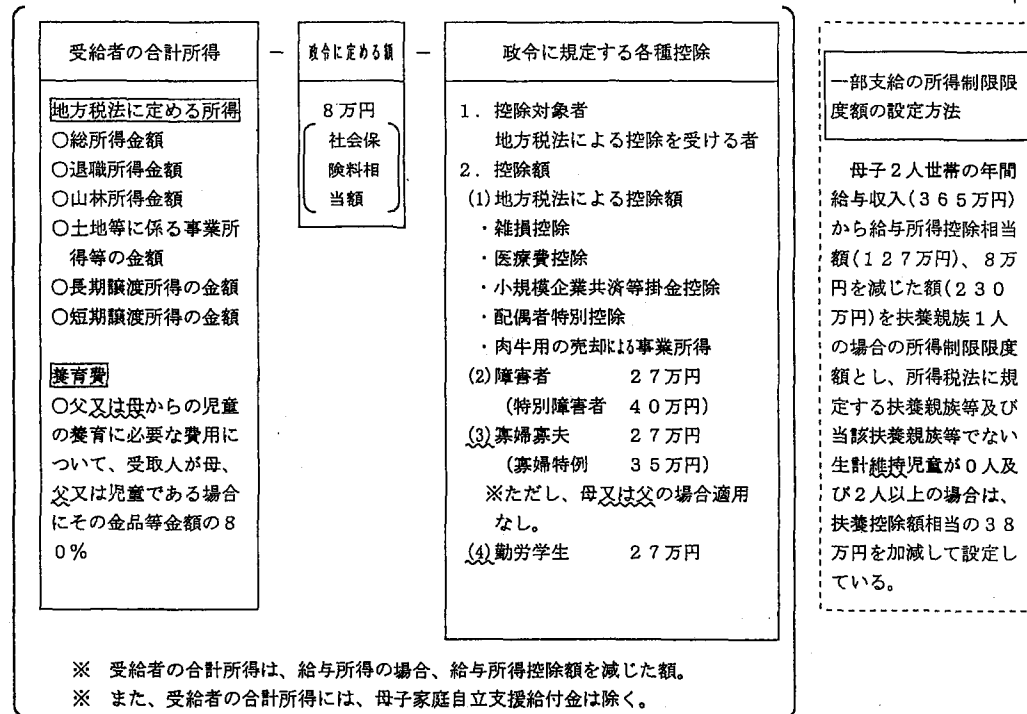 受給者の合計所得
－
政令に定める額
－
政令に規定する各種控除
地方税法に定める所得
○総所得金額
○退職所得金額
○山林所得金額
○土地等に係る事業所
得等の金額
○長期譲渡所得の金額
○短期譲渡所得の金額
養育費
○父又は母からの児童
の養育に必要な費用に
ついて、受取人が母、
父又は児童である場合
にその金品等金額の8
0%
8万円
社会保
険料相
当額
1．控除対象者
地方税法による控除を受ける者
2．控除額
(1)地方税法による控除額
・雑損控除
・医療費控除
・小規模企業共済等掛金控除
・配偶者特別控除
・肉牛用の売却による事業所得
(2)障害者 27万円
(特別障害者 40万円)
(3)寡婦寡夫 27万円
(寡婦特例 35万円)
※ただし、母又は父の場合適用
なし。
(4)勤労学生 27万円
一部支給の所得制限限
度額の設定方法
母子2人世帯の年間
給与収入(365万円)
から給与所得控除相当
額(127万円)、8万
円を減じた額(230
万円)を扶養親族1人
の場合の所得制限限度
額とし、所得税法に規
定する扶養親族等及び
当該扶養親族等でない
生計維持児童が0人及
び2人以上の場合は、
扶養控除額相当の38
万円を加減して設定し
ている。
※ 受給者の合計所得は、給与所得の場合、給与所得控除額を減じた額。
※ また、受給者の合計所得には、母子家庭自立支援給付金は除く。